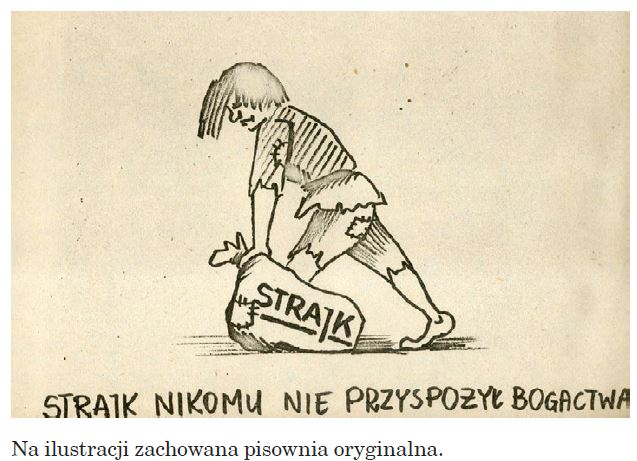 STRAJK
STRAJK NIKOMU NIE PRZYSPOZYŁ BOGACTWA
Na ilustracji zachowana pisownia oryginalna.